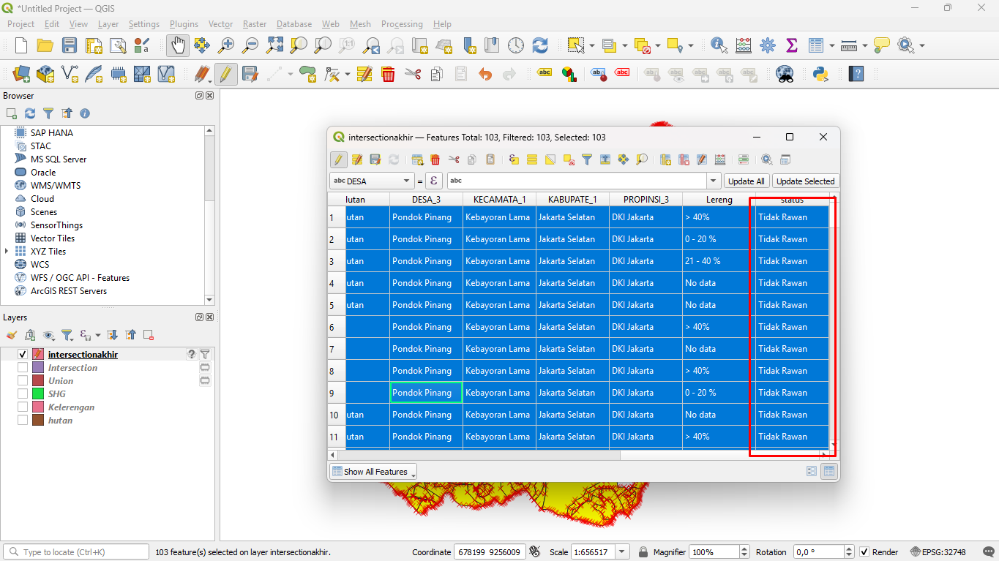 *Untitled Project — QGIS
Project Edit View Layer Settings Plugins Vector Raster Database Web Mesh Processing Help
abc
abc
Browser
SAP HANA
STAC
MS SQL Server
Oracle
WMS/WMTS
Cloud
Scenes
SensorThings
Vector Tiles
XYZ Tiles
WCS
WFS / OGC API - Features
ArcGIS REST Servers
Layers
intersectionakhir
Intersection
Union
SHG
Kelerengan
hutan
intersectionakhir — Features Total: 103, Filtered: 103, Selected: 103
abc DESA = ε abc Update All Update Selected
lutan DESA_3 KECAMATA_1 KABUPATE_1 PROPINSI_3 Lereng status
1 utan Pondok Pinang Kebayoran Lama Jakarta Selatan DKI Jakarta > 40% Tidak Rawan
2 utan Pondok Pinang Kebayoran Lama Jakarta Selatan DKI Jakarta 0 - 20 % Tidak Rawan
3 utan Pondok Pinang Kebayoran Lama Jakarta Selatan DKI Jakarta 21 - 40 % Tidak Rawan
4 utan Pondok Pinang Kebayoran Lama Jakarta Selatan DKI Jakarta No data Tidak Rawan
5 utan Pondok Pinang Kebayoran Lama Jakarta Selatan DKI Jakarta No data Tidak Rawan
6 Pondok Pinang Kebayoran Lama Jakarta Selatan DKI Jakarta > 40% Tidak Rawan
7 Pondok Pinang Kebayoran Lama Jakarta Selatan DKI Jakarta No data Tidak Rawan
8 Pondok Pinang Kebayoran Lama Jakarta Selatan DKI Jakarta > 40% Tidak Rawan
9 Pondok Pinang Kebayoran Lama Jakarta Selatan DKI Jakarta 0 - 20 % Tidak Rawan
10 utan Pondok Pinang Kebayoran Lama Jakarta Selatan DKI Jakarta No data Tidak Rawan
11 utan Pondok Pinang Kebayoran Lama Jakarta Selatan DKI Jakarta > 40% Tidak Rawan
Show All Features
Type to locate (Ctrl+K) 103 feature(s) selected on layer intersectionakhir. Coordinate 678199 9256009 Scale 1:656517 Magnifier 100% Rotation 0,0 ° Render EPSG:32748